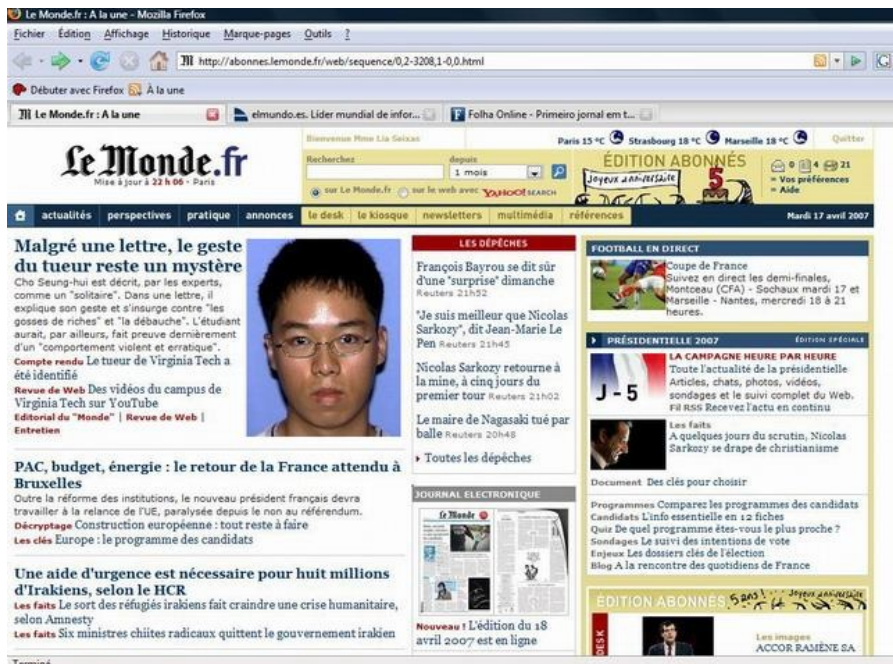 Le Monde.fr : A la une - Mozilla Firefox
Fichier Édition Affichage Historique Marque-pages Outils ?
http://abonnes.lemonde.fr/web/sequence/0,2-3208,1-0,0.html
Débuter avec Firefox À la une
Le Monde.fr : A la une
elmundo.es. Líder mundial de infor...
Folha Online - Primeiro jornal em t...
Le Monde.fr
Mise à jour à 22 h 06 - Paris
Bienvenue Mme Lia Seixas
Paris 15 °C Strasbourg 18 °C Marseille 18 °C Quitter
Recherchez depuis
1 mois
sur Le Monde.fr sur le web avec YAHOO! SEARCH
ÉDITION ABONNÉS
Joyeux anniversaire
5
0 4 21
Vos préférences
Aide
actualités perspectives pratique annonces le desk le kiosque newsletters multimédia références Mardi 17 avril 2007
Malgré une lettre, le geste
du tueur reste un mystère
Cho Seung-hui est décrit, par les experts,
comme un "solitaire". Dans une lettre, il
explique son geste et s'insurge contre "les
gosses de riches" et "la débauche". L'étudiant
aurait, par ailleurs, fait preuve dernièrement
d'un "comportement violent et erratique".
Compte rendu Le tueur de Virginia Tech a
été identifié
Revue de Web Des vidéos du campus de
Virginia Tech sur YouTube
Editorial du "Monde" | Revue de Web |
Entretien
PAC, budget, énergie : le retour de la France attendu à
Bruxelles
Outre la réforme des institutions, le nouveau président français devra
travailler à la relance de l'UE, paralysée depuis le non au référendum.
Décryptage Construction européenne : tout reste à faire
Les clés Europe : le programme des candidats
Une aide d'urgence est nécessaire pour huit millions
d'Irakiens, selon le HCR
Les faits Le sort des réfugiés irakiens fait craindre une crise humanitaire,
selon Amnesty
Les faits Six ministres chiites radicaux quittent le gouvernement irakien
LES DÉPÊCHES
François Bayrou se dit sûr
d'une "surprise" dimanche
Reuters 21h52
"Je suis meilleur que Nicolas
Sarkozy", dit Jean-Marie Le
Pen Reuters 21h45
Nicolas Sarkozy retourne à
la mine, à cinq jours du
premier tour Reuters 21h02
Le maire de Nagasaki tué par
balle Reuters 20h48
Toutes les dépêches
JOURNAL ELECTRONIQUE
Le Monde
Nouveau ! L'édition du 18
avril 2007 est en ligne
FOOTBALL EN DIRECT
Coupe de France
Suivez en direct les demi-finales,
Montceau (CFA) - Sochaux mardi 17 et
Marseille - Nantes, mercredi 18 à 21
heures.
PRÉSIDENTIELLE 2007 ÉDITION SPÉCIALE
J - 5
LA CAMPAGNE HEURE PAR HEURE
Toute l'actualité de la présidentielle
Articles, chats, photos, vidéos,
sondages et le suivi complet du Web.
Fil RSS Recevez l'actu en continu
Les faits
A quelques jours du scrutin, Nicolas
Sarkozy se drape de christianisme
Document Des clés pour choisir
Programmes Comparez les programmes des candidats
Candidats L'info essentielle en 12 fiches
Quiz De quel programme êtes-vous le plus proche ?
Sondages Le suivi des intentions de vote
Enjeux Les dossiers clés de l'élection
Blog A la rencontre des quotidiens de France
ÉDITION ABONNÉS 5 ans! Joyeux anniversaire
DESK
Les images
ACCOR RAMÈNE SA
Terminé